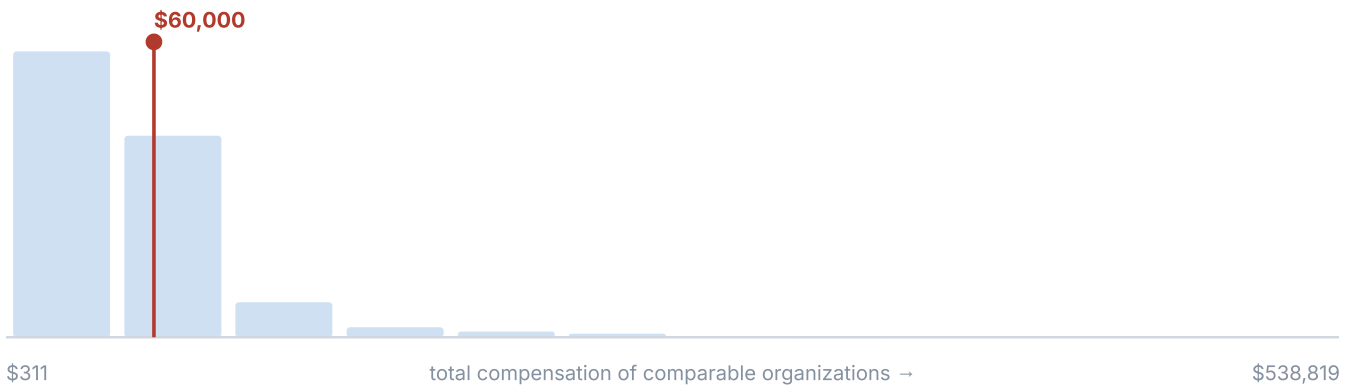 $60,000
$311 total compensation of comparable organizations → $538,819